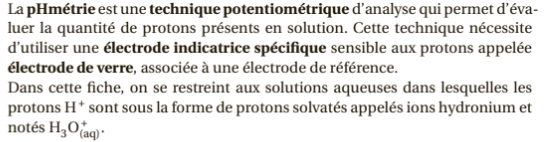 La pHmétrie est une technique potentiométrique d'analyse qui permet d'éva-
luer la quantité de protons présents en solution. Cette technique nécessite
d'utiliser une électrode indicatrice spécifique sensible aux protons appelée
électrode de verre, associée à une électrode de référence.
Dans cette fiche, on se restreint aux solutions aqueuses dans lesquelles les
protons H⁺ sont sous la forme de protons solvatés appelés ions hydronium et
notés H₃O⁺₍aq₎.